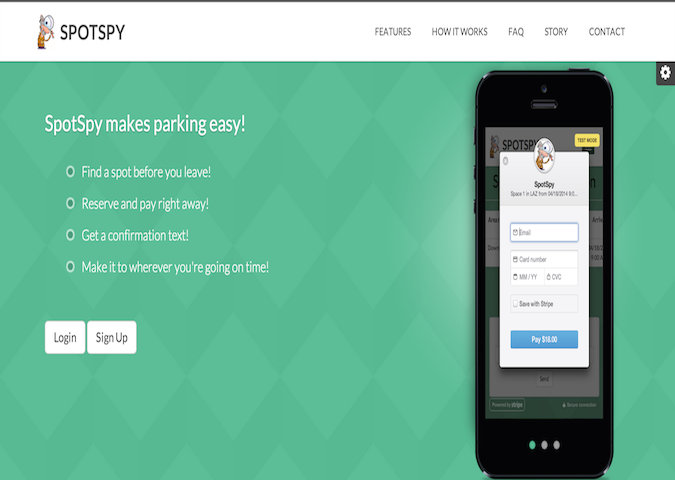 SPOTSPY
FEATURES HOW IT WORKS FAQ STORY CONTACT
SpotSpy makes parking easy!
Find a spot before you leave!
Reserve and pay right away!
Get a confirmation text!
Make it to wherever you're going on time!
Login Sign Up
SPOTSPY
TEST MODE
SpotSpy
Space 1 in LAZ from 04/18/2014 9:0...
Email
Card number
MM / YY CVC
Save with Stripe
Pay $18.00
Send
Powered by stripe